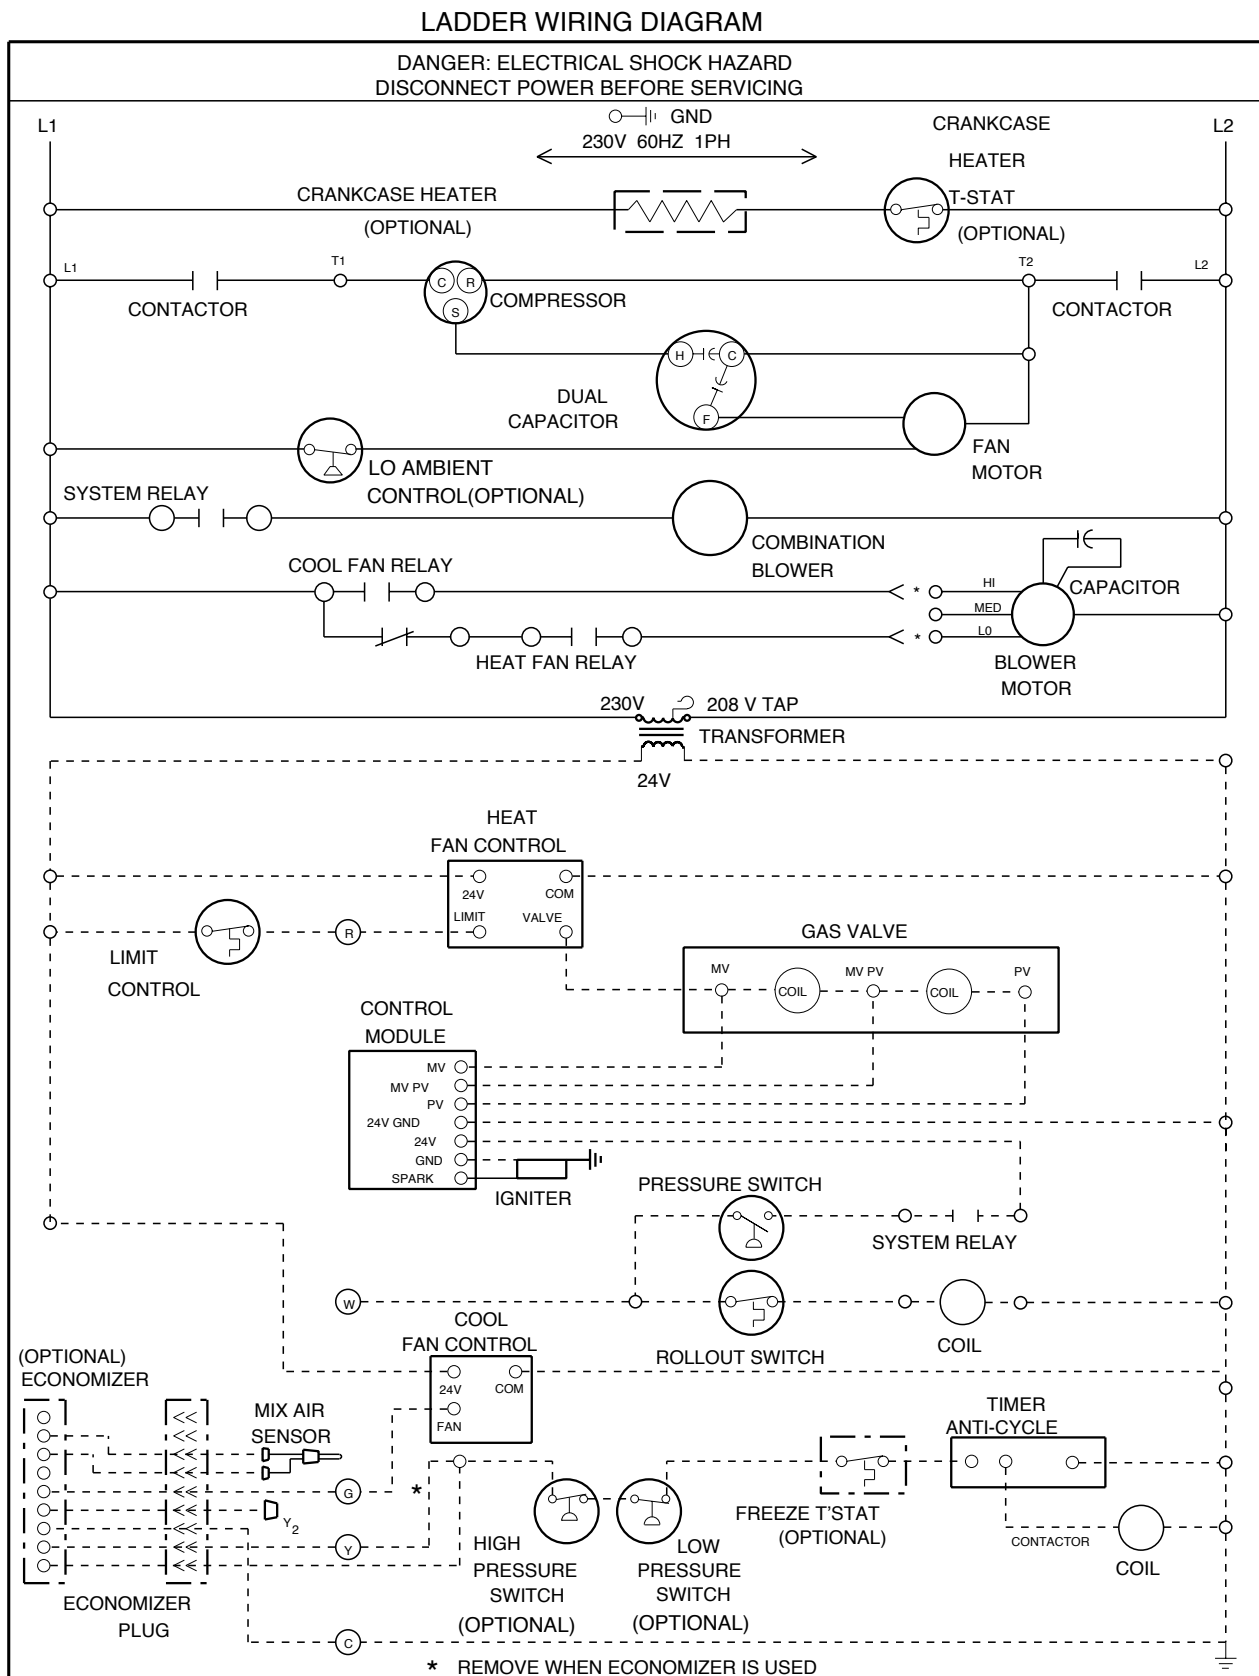 LADDER WIRING DIAGRAM
DANGER: ELECTRICAL SHOCK HAZARD
DISCONNECT POWER BEFORE SERVICING
L1
GND
230V 60HZ 1PH
CRANKCASE
HEATER
T-STAT
(OPTIONAL)
L2
CRANKCASE HEATER
(OPTIONAL)
L1
CONTACTOR
T1
C R
S
COMPRESSOR
T2
L2
CONTACTOR
H C
F
DUAL
CAPACITOR
FAN
MOTOR
LO AMBIENT
CONTROL(OPTIONAL)
SYSTEM RELAY
COMBINATION
BLOWER
COOL FAN RELAY
* HI
MED
* L0
CAPACITOR
HEAT FAN RELAY
BLOWER
MOTOR
230V
208 V TAP
TRANSFORMER
24V
HEAT
FAN CONTROL
24V
COM
LIMIT
VALVE
LIMIT
CONTROL
R
GAS VALVE
MV
COIL
MV PV
COIL
PV
CONTROL
MODULE
MV
MV PV
PV
24V GND
24V
GND
SPARK
IGNITER
PRESSURE SWITCH
SYSTEM RELAY
W
ROLLOUT SWITCH
COIL
COOL
FAN CONTROL
24V
COM
FAN
(OPTIONAL)
ECONOMIZER
MIX AIR
SENSOR
TIMER
ANTI-CYCLE
G
*
Y2
Y
HIGH
PRESSURE
SWITCH
(OPTIONAL)
LOW
PRESSURE
SWITCH
(OPTIONAL)
FREEZE T'STAT
(OPTIONAL)
CONTACTOR
COIL
ECONOMIZER
PLUG
C
* REMOVE WHEN ECONOMIZER IS USED